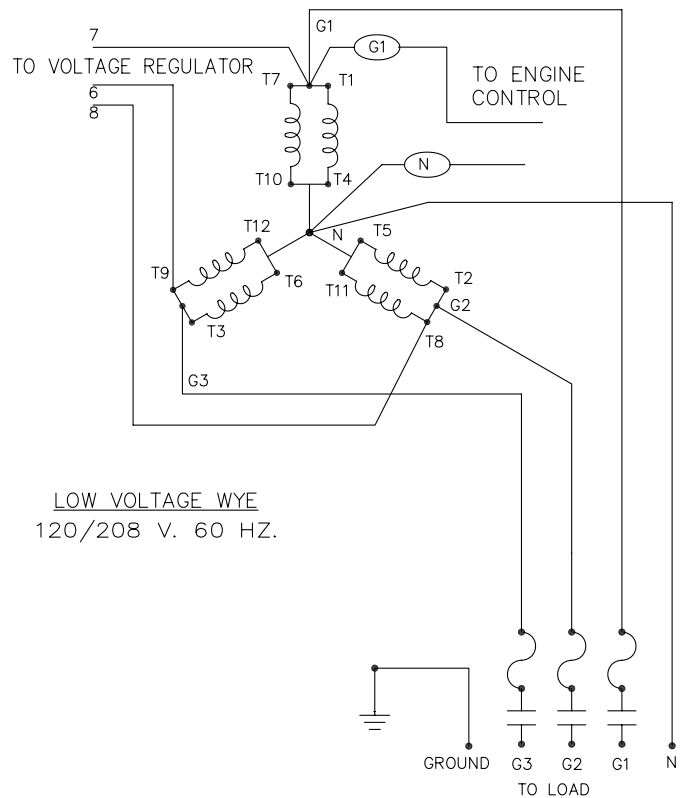 G1
7
G1
TO VOLTAGE REGULATOR
TO ENGINE
CONTROL
T7
T1
6
8
T10
T4
N
T12
N
T5
T9
T6
T11
T2
G2
T3
T8
G3
LOW VOLTAGE WYE
120/208 V. 60 HZ.
GROUND
G3
G2
G1
N
TO LOAD